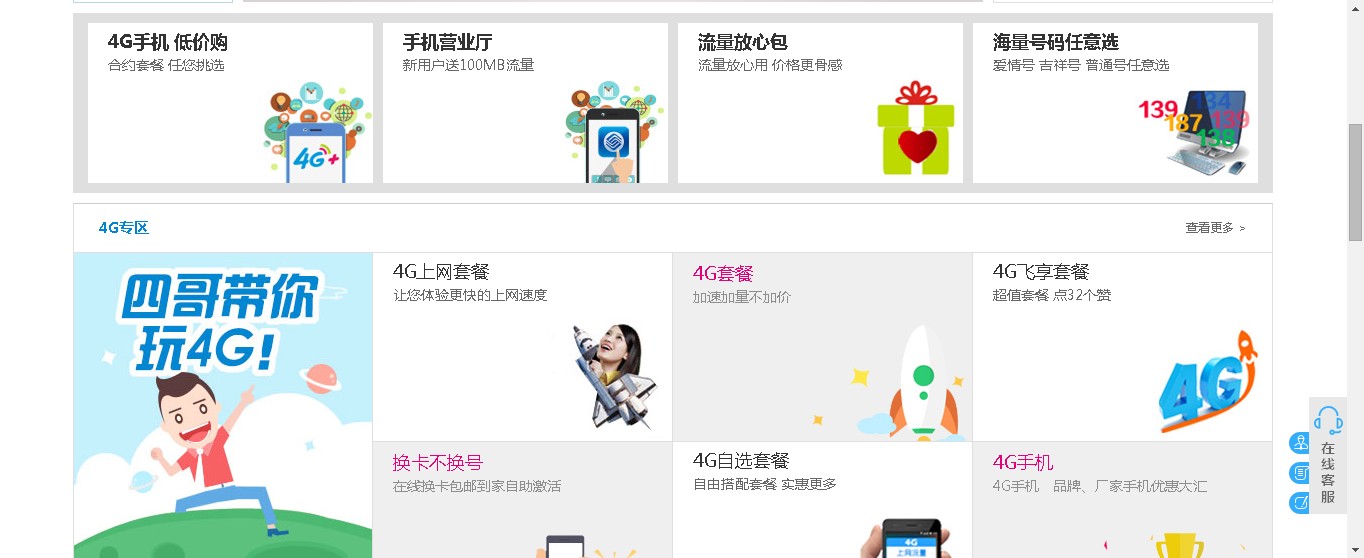 4G手机 低价购
合约套餐 任您挑选
4G+
手机营业厅
新用户送100MB流量
流量放心包
流量放心用 价格更骨感
海量号码任意选
爱情号 吉祥号 普通号任意选
134
139
187
139
138
4G专区
查看更多 >
四哥带你
玩4G!
4G上网套餐
让您体验更快的上网速度
4G套餐
加速加量不加价
4G飞享套餐
超值套餐 点32个赞
4G
换卡不换号
在线换卡包邮到家自助激活
4G自选套餐
自由搭配套餐 实惠更多
4G
上网流量
4G手机
4G手机 品牌、厂家手机优惠大汇
在
线
客
服